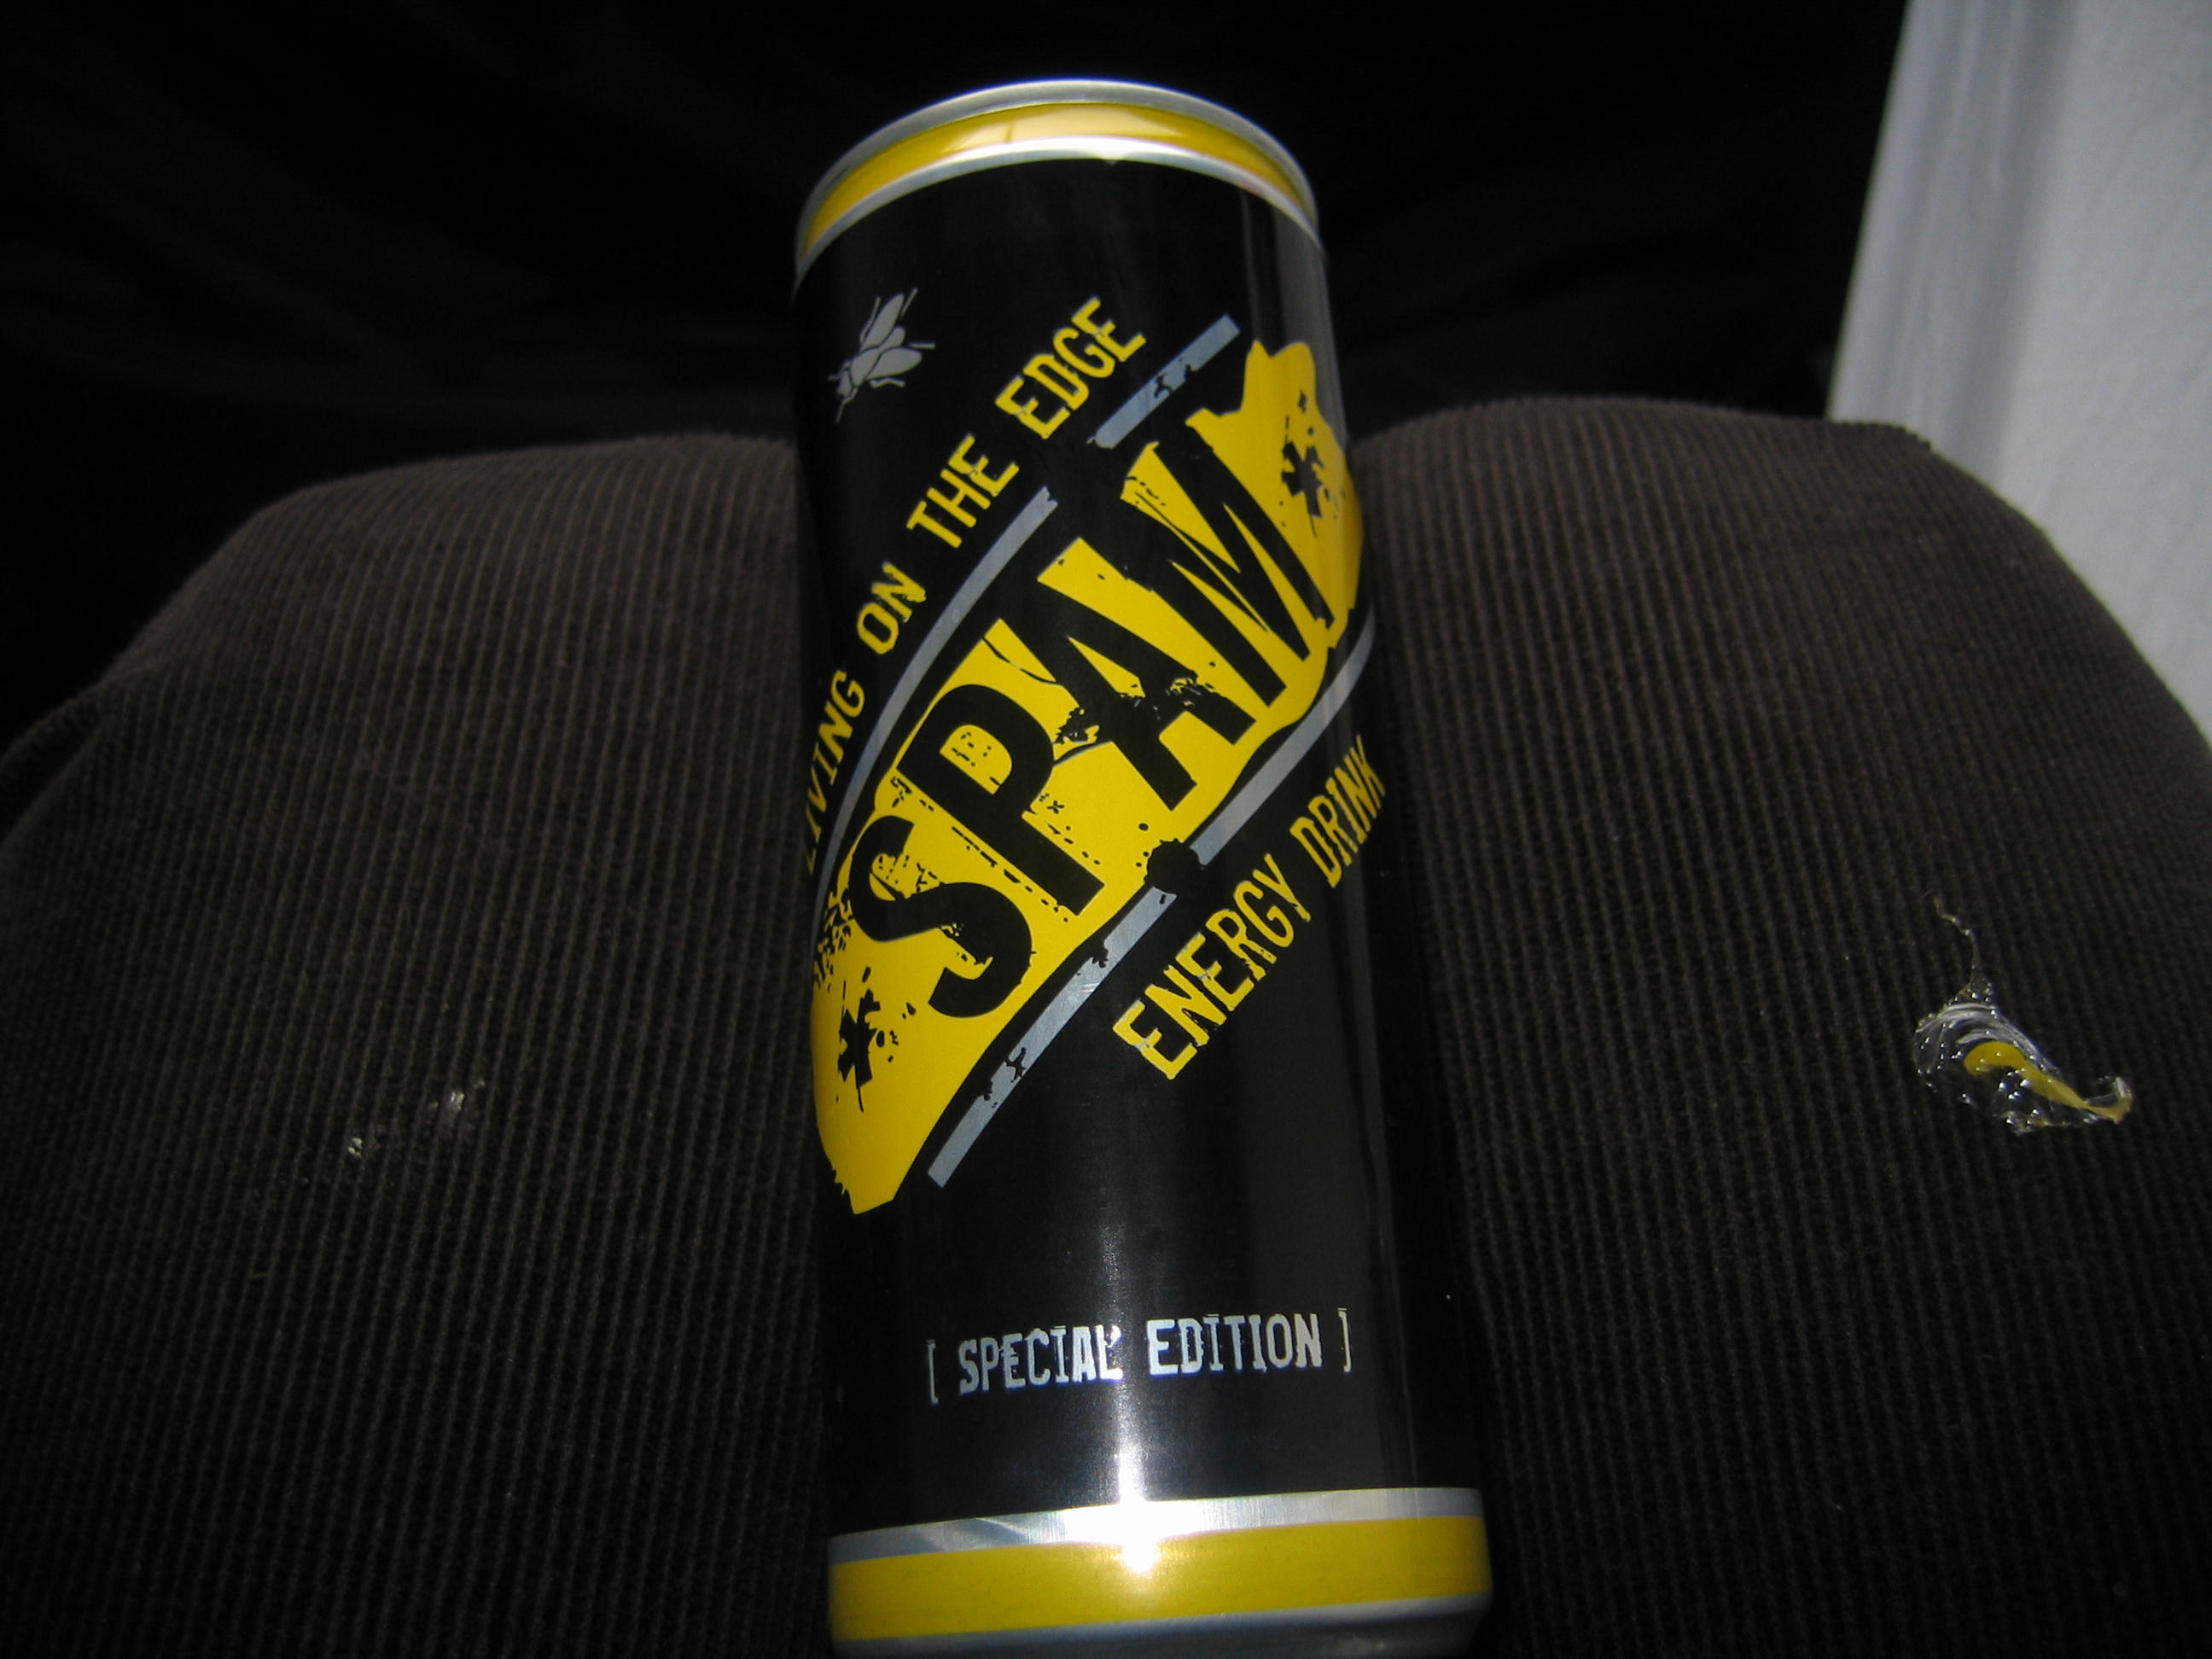 LIVING ON THE EDGE
SPAM
ENERGY DRINK
[ SPECIAL EDITION ]